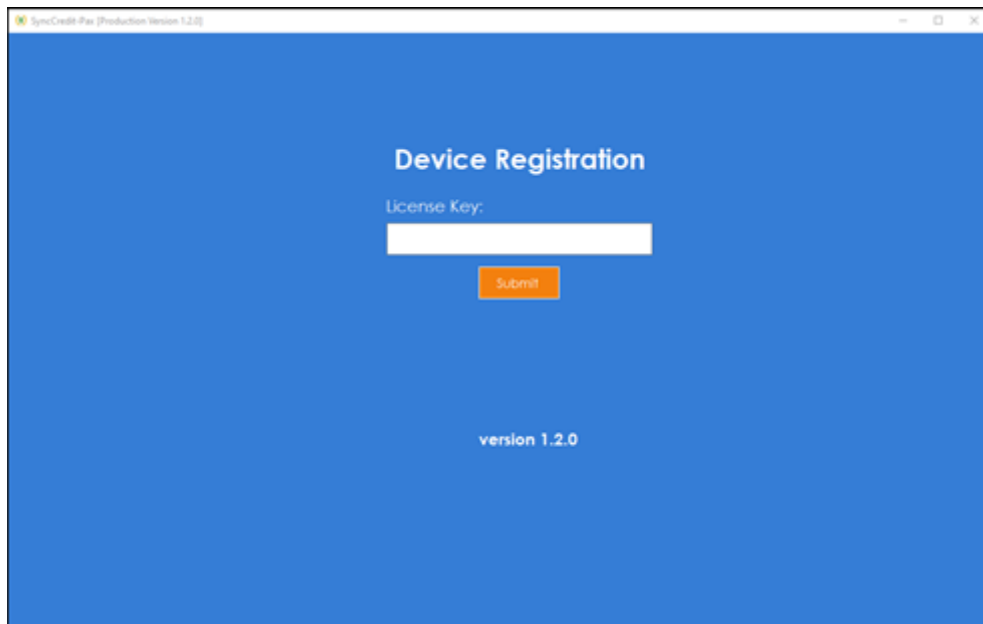 SyncCredit-Pax [Production Version 1.2.0]
Device Registration
License Key:
Submit
version 1.2.0